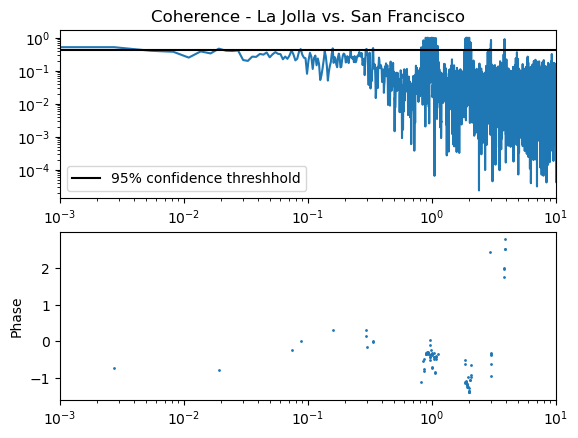 Coherence - La Jolla vs. San Francisco
10⁰
10⁻¹
10⁻²
10⁻³
10⁻⁴
95% confidence threshhold
10⁻³ 10⁻² 10⁻¹ 10⁰ 10¹
Phase
2
1
0
−1
10⁻³ 10⁻² 10⁻¹ 10⁰ 10¹